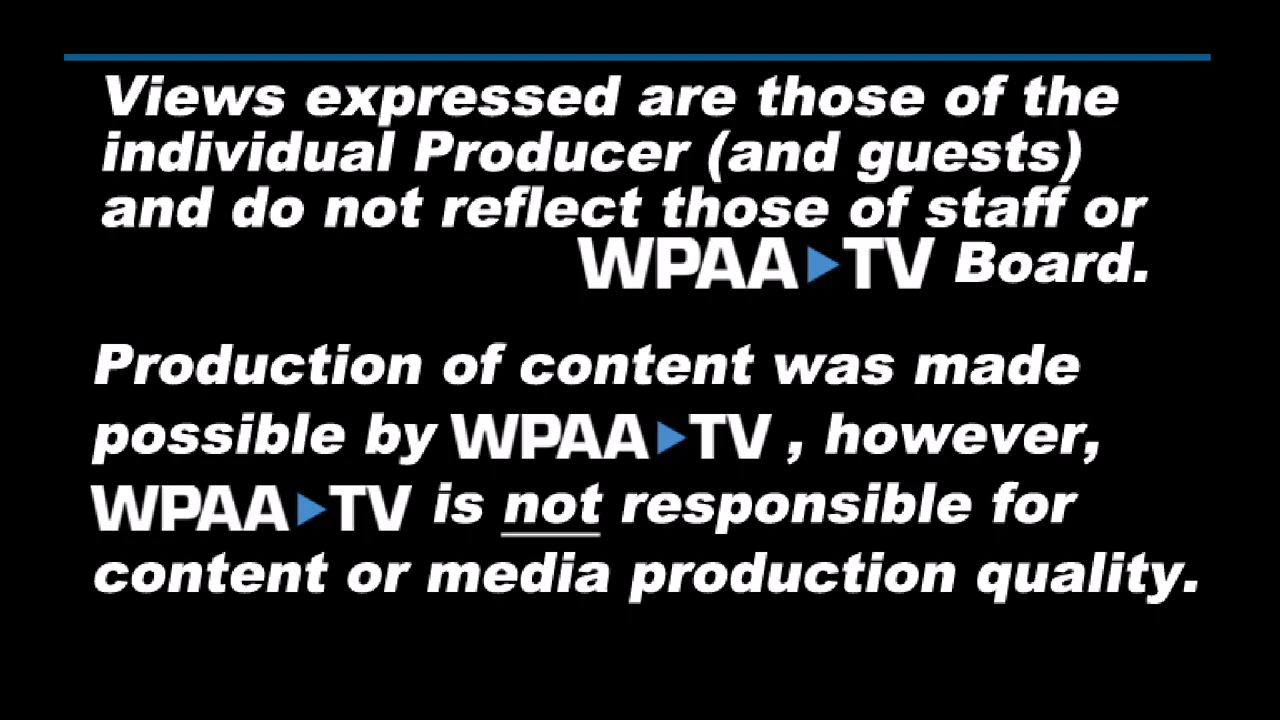 Views expressed are those of the
individual Producer (and guests)
and do not reflect those of staff or
WPAA TV Board.
Production of content was made
possible by WPAA TV , however,
WPAA TV is not responsible for
content or media production quality.